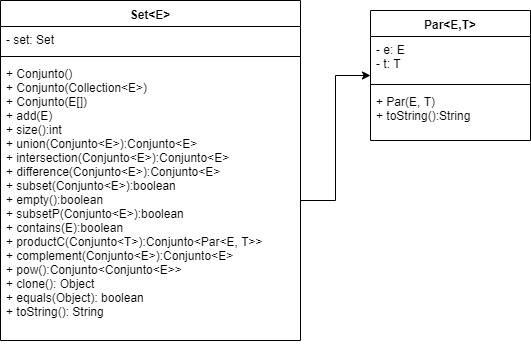 Set<E>
- set: Set
+ Conjunto()
+ Conjunto(Collection<E>)
+ Conjunto(E[])
+ add(E)
+ size():int
+ union(Conjunto<E>):Conjunto<E>
+ intersection(Conjunto<E>):Conjunto<E>
+ difference(Conjunto<E>):Conjunto<E>
+ subset(Conjunto<E>):boolean
+ empty():boolean
+ subsetP(Conjunto<E>):boolean
+ contains(E):boolean
+ productC(Conjunto<T>):Conjunto<Par<E, T>>
+ complement(Conjunto<E>):Conjunto<E>
+ pow():Conjunto<Conjunto<E>>
+ clone(): Object
+ equals(Object): boolean
+ toString(): String
Par<E,T>
- e: E
- t: T
+ Par(E, T)
+ toString():String